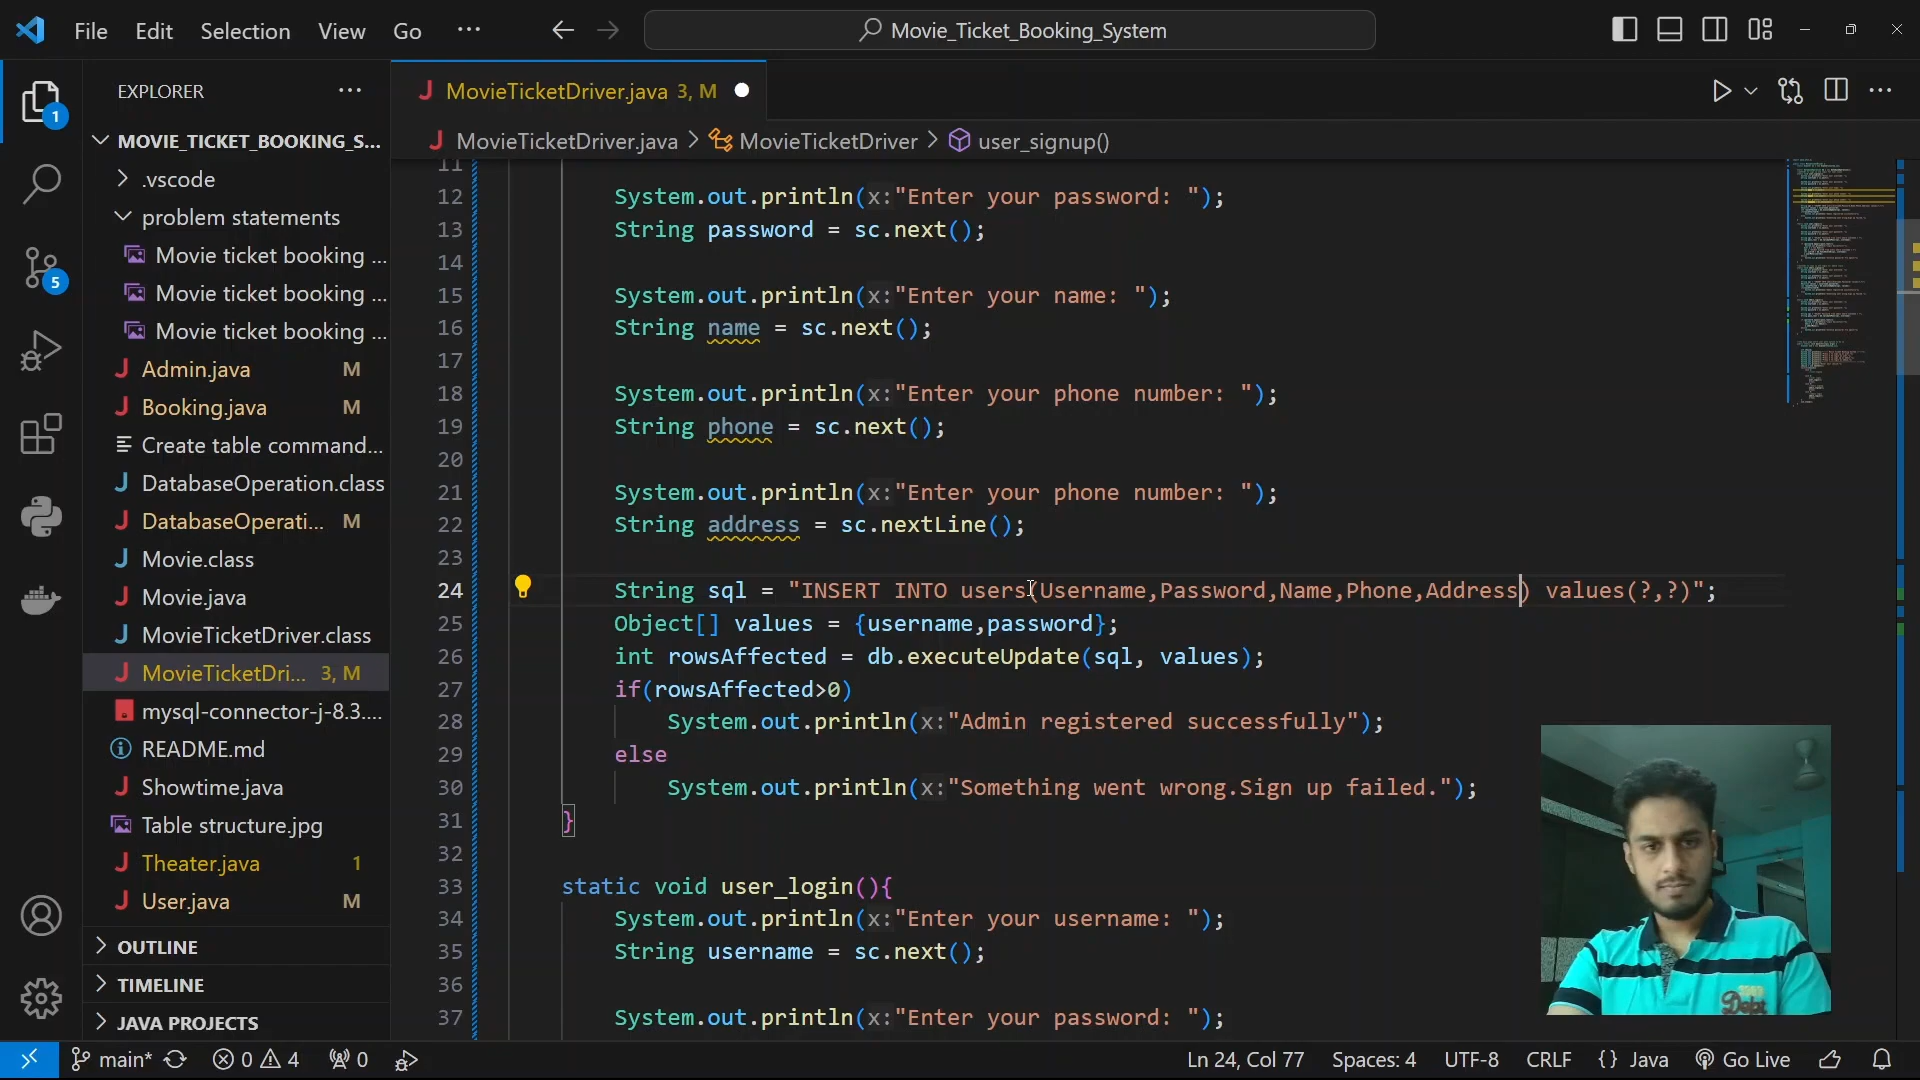 File Edit Selection View Go ··· Movie_Ticket_Booking_System
EXPLORER ···
1
5
MOVIE_TICKET_BOOKING_S...
.vscode
problem statements
Movie ticket booking ...
Movie ticket booking ...
Movie ticket booking ...
Admin.java M
Booking.java M
Create table command...
DatabaseOperation.class
DatabaseOperati... M
Movie.class
Movie.java
MovieTicketDriver.class
MovieTicketDri... 3, M
mysql-connector-j-8.3....
README.md
Showtime.java
Table structure.jpg
Theater.java 1
User.java M
OUTLINE
TIMELINE
JAVA PROJECTS
MovieTicketDriver.java 3, M
MovieTicketDriver.java > MovieTicketDriver > user_signup()
11
12 System.out.println(x:"Enter your password: ");
13 String password = sc.next();
14
15 System.out.println(x:"Enter your name: ");
16 String name = sc.next();
17
18 System.out.println(x:"Enter your phone number: ");
19 String phone = sc.next();
20
21 System.out.println(x:"Enter your phone number: ");
22 String address = sc.nextLine();
23
24 String sql = "INSERT INTO users(Username,Password,Name,Phone,Address) values(?,?)";
25 Object[] values = {username,password};
26 int rowsAffected = db.executeUpdate(sql, values);
27 if(rowsAffected>0)
28 System.out.println(x:"Admin registered successfully");
29 else
30 System.out.println(x:"Something went wrong.Sign up failed.");
31 }
32
33 static void user_login(){
34 System.out.println(x:"Enter your username: ");
35 String username = sc.next();
36
37 System.out.println(x:"Enter your password: ");
main* 0 4 0 Ln 24, Col 77 Spaces: 4 UTF-8 CRLF {} Java Go Live